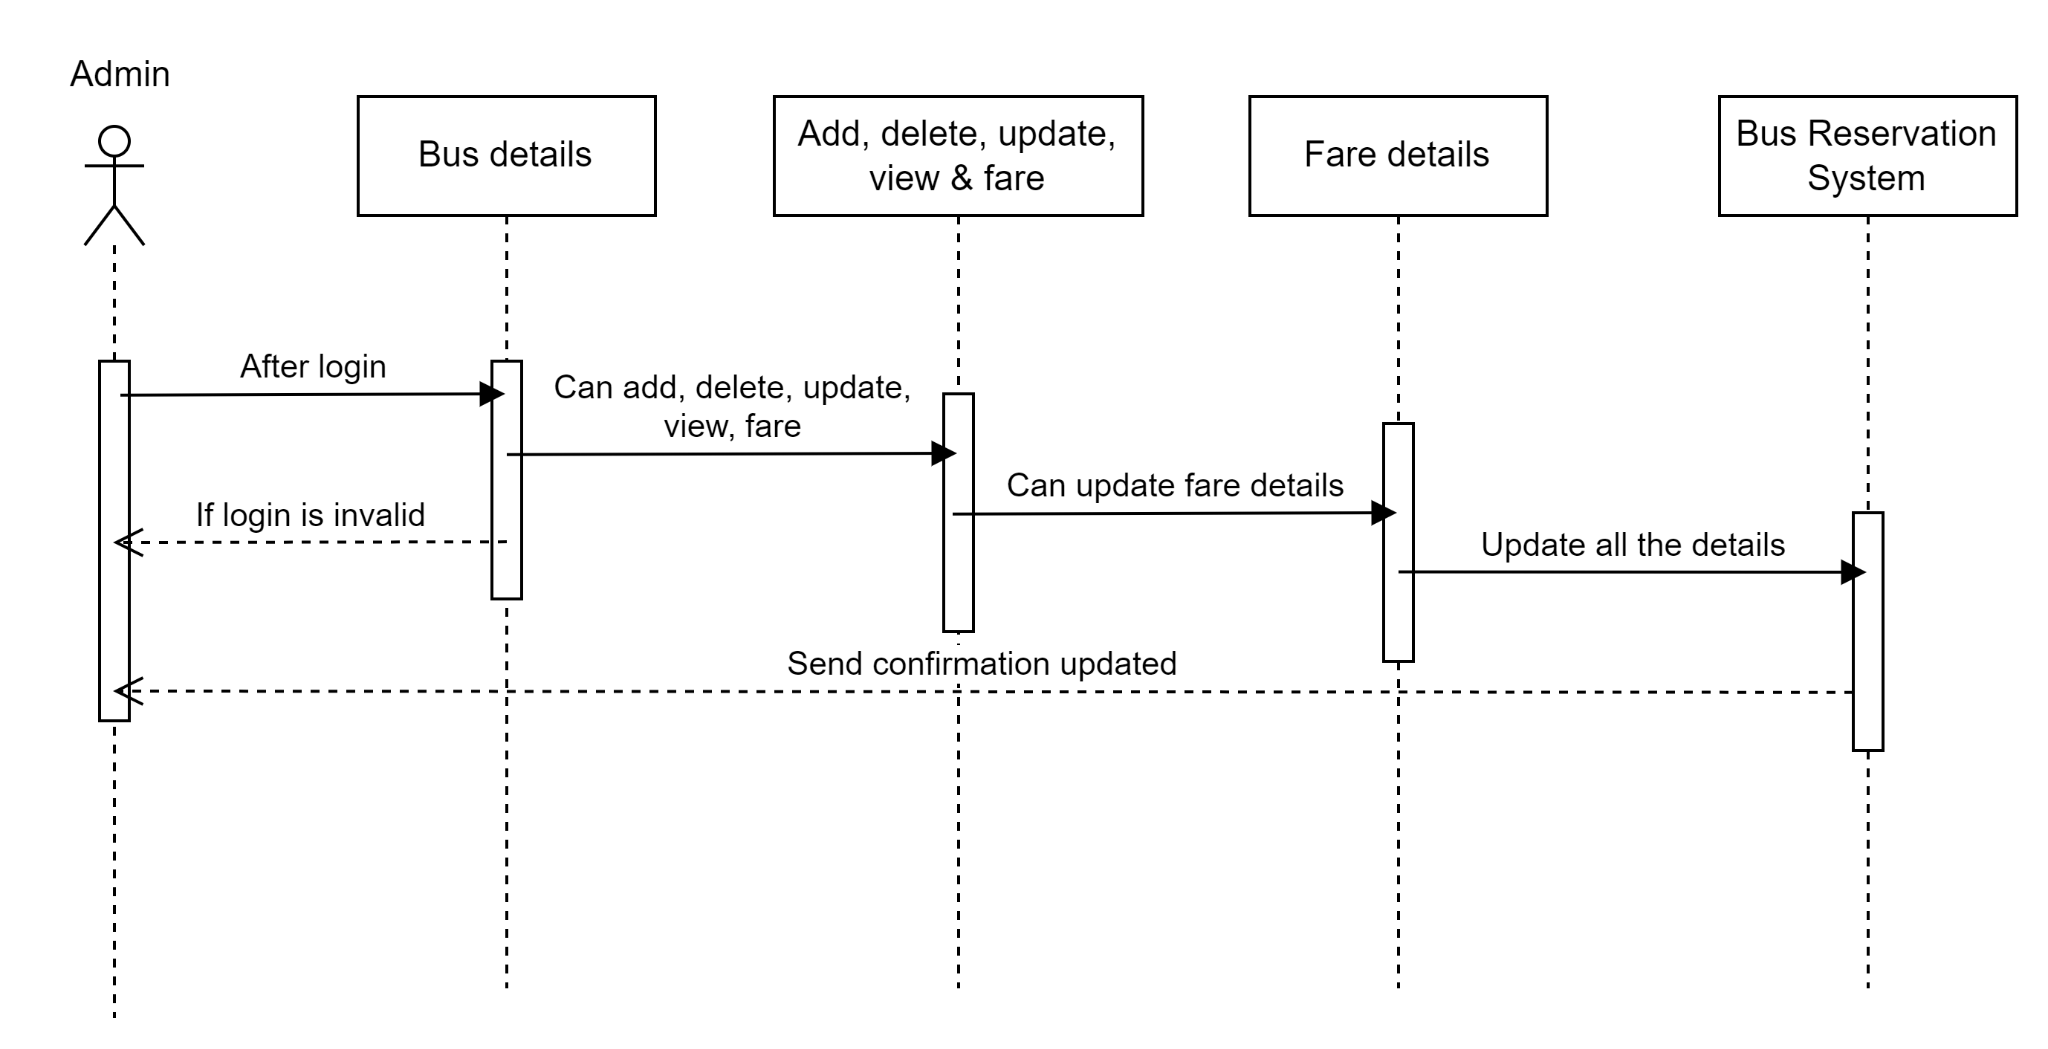 Admin
Bus details
Add, delete, update,
view & fare
Fare details
Bus Reservation
System
After login
Can add, delete, update,
view, fare
Can update fare details
If login is invalid
Update all the details
Send confirmation updated